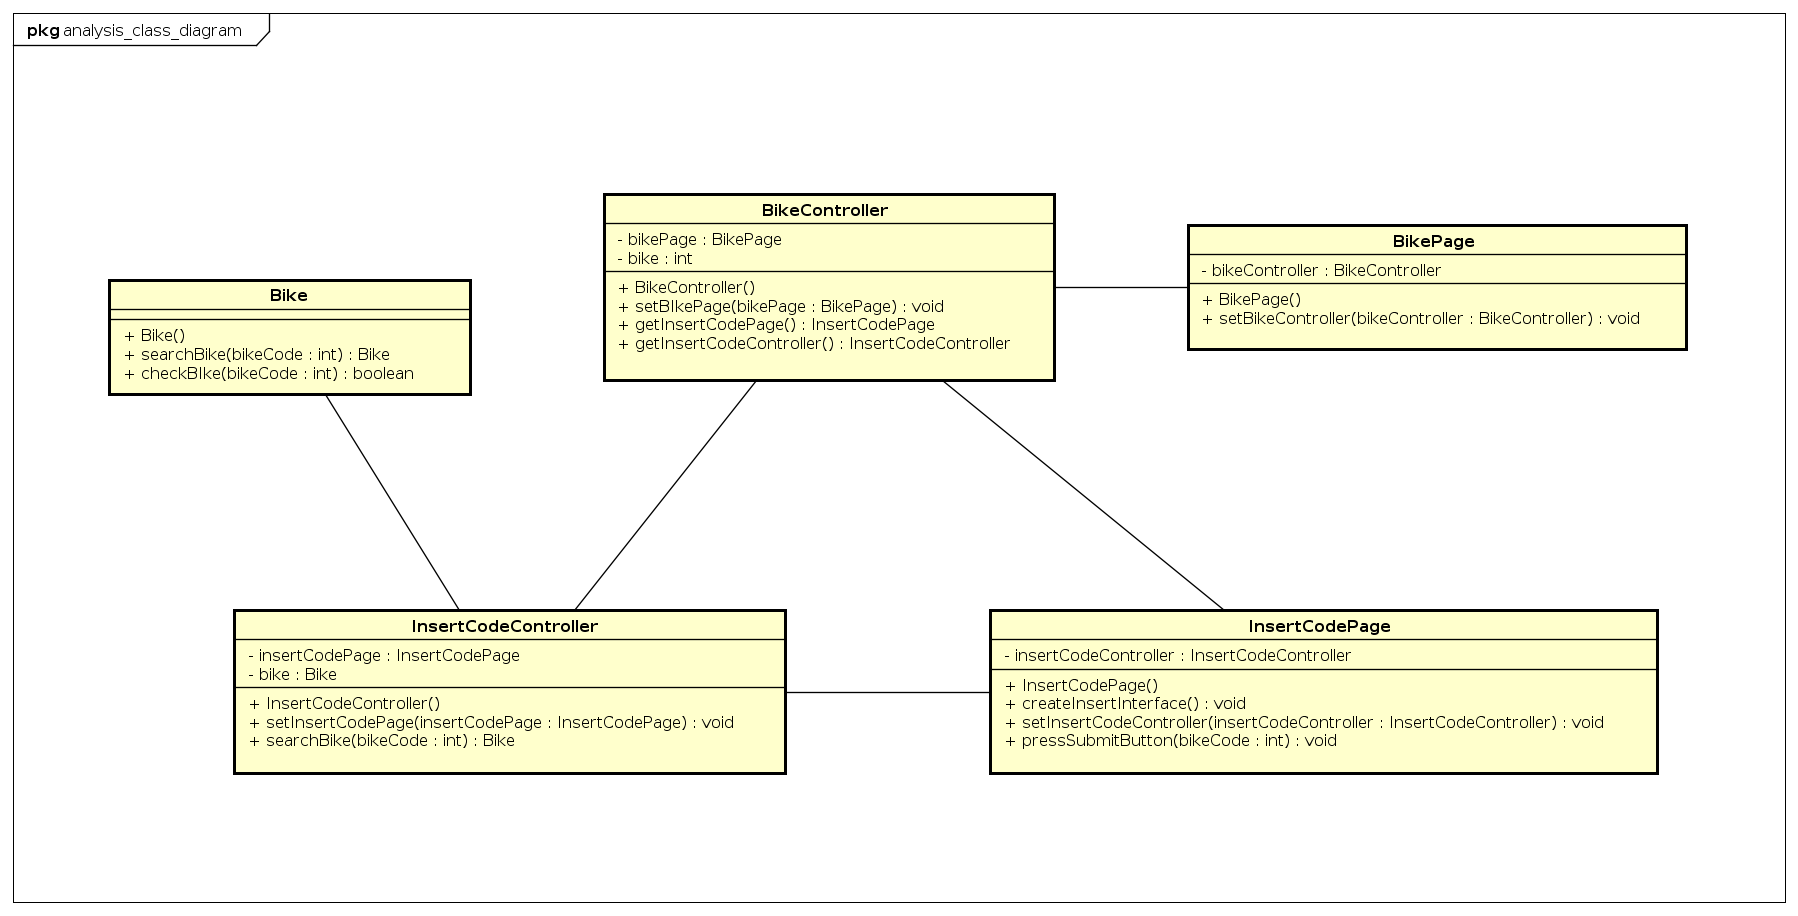 pkg analysis_class_diagram
BikeController
- bikePage : BikePage
- bike : int
+ BikeController()
+ setBIkePage(bikePage : BikePage) : void
+ getInsertCodePage() : InsertCodePage
+ getInsertCodeController() : InsertCodeController
BikePage
- bikeController : BikeController
+ BikePage()
+ setBikeController(bikeController : BikeController) : void
Bike
+ Bike()
+ searchBike(bikeCode : int) : Bike
+ checkBIke(bikeCode : int) : boolean
InsertCodeController
- insertCodePage : InsertCodePage
- bike : Bike
+ InsertCodeController()
+ setInsertCodePage(insertCodePage : InsertCodePage) : void
+ searchBike(bikeCode : int) : Bike
InsertCodePage
- insertCodeController : InsertCodeController
+ InsertCodePage()
+ createInsertInterface() : void
+ setInsertCodeController(insertCodeController : InsertCodeController) : void
+ pressSubmitButton(bikeCode : int) : void